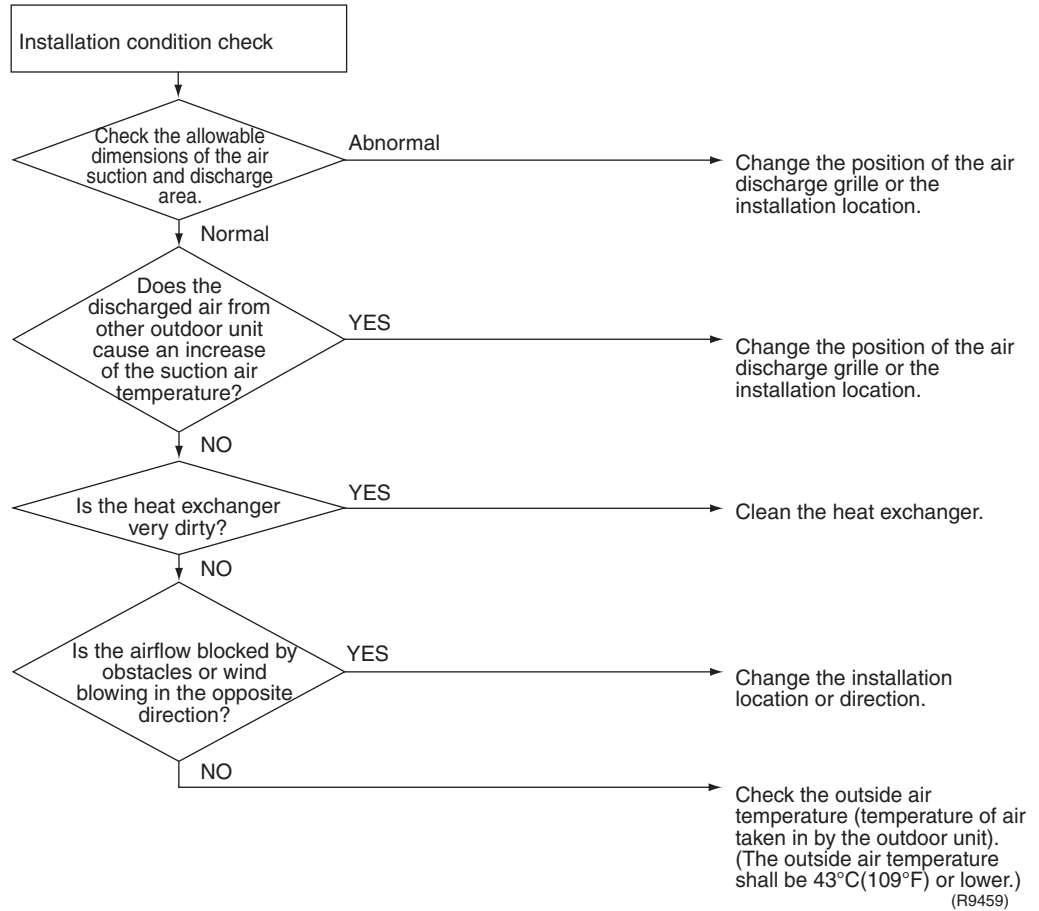 Installation condition check
Check the allowable
dimensions of the air
suction and discharge
area.
Abnormal
Change the position of the air
discharge grille or the
installation location.
Normal
Does the
discharged air from
other outdoor unit
cause an increase
of the suction air
temperature?
YES
Change the position of the air
discharge grille or the
installation location.
NO
Is the heat exchanger
very dirty?
YES
Clean the heat exchanger.
NO
Is the airflow blocked by
obstacles or wind
blowing in the opposite
direction?
YES
Change the installation
location or direction.
NO
Check the outside air
temperature (temperature of air
taken in by the outdoor unit).
(The outside air temperature
shall be 43°C(109°F) or lower.)
(R9459)